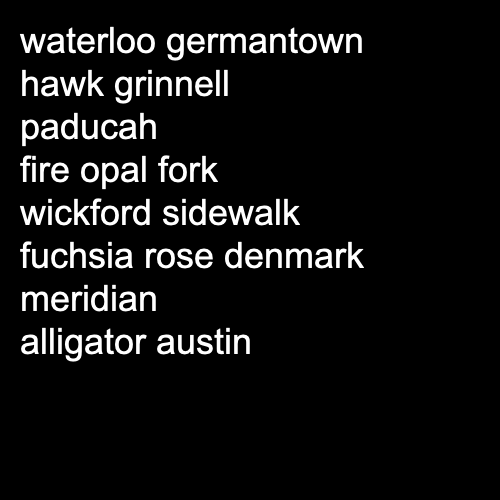 waterloo germantown
hawk grinnell
paducah
fire opal fork
wickford sidewalk
fuchsia rose denmark
meridian
alligator austin